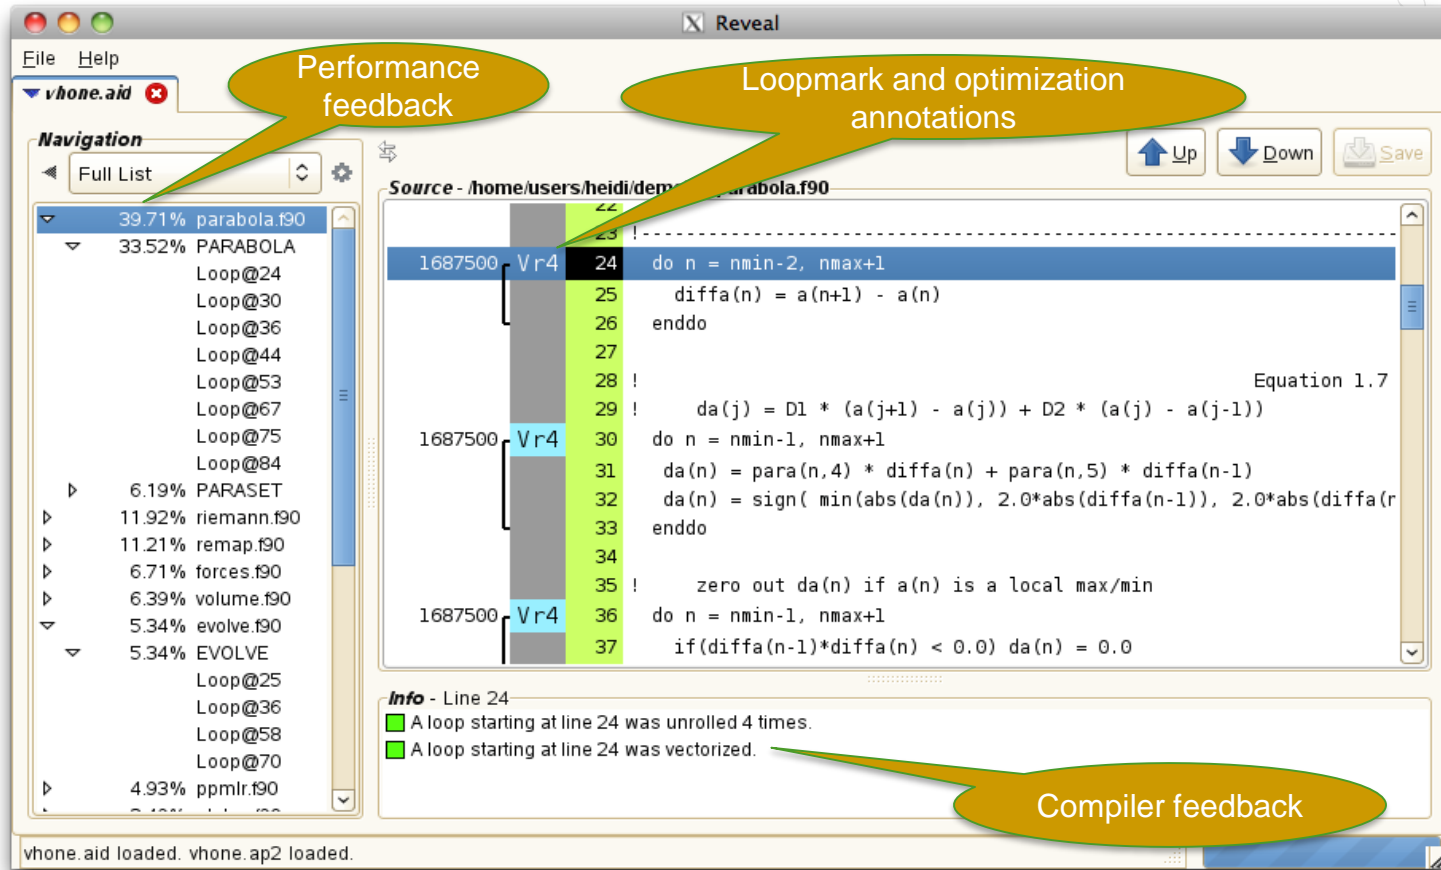 Reveal
File Help
Performance feedback
Loopmark and optimization annotations
vhone.aid
Navigation
Full List
Up Down Save
39.71% parabola.f90
33.52% PARABOLA
Loop@24
Loop@30
Loop@36
Loop@44
Loop@53
Loop@67
Loop@75
Loop@84
6.19% PARASET
11.92% riemann.f90
11.21% remap.f90
6.71% forces.f90
6.39% volume.f90
5.34% evolve.f90
5.34% EVOLVE
Loop@25
Loop@36
Loop@58
Loop@70
4.93% ppmlr.f90
Source - /home/users/heidi/dem arabola.f90
22
23 !-----------------------------------------------------------------------
1687500 Vr4 24 do n = nmin-2, nmax+1
25 diffa(n) = a(n+1) - a(n)
26 enddo
27
28 ! Equation 1.7
29 ! da(j) = D1 * (a(j+1) - a(j)) + D2 * (a(j) - a(j-1))
1687500 Vr4 30 do n = nmin-1, nmax+1
31 da(n) = para(n,4) * diffa(n) + para(n,5) * diffa(n-1)
32 da(n) = sign( min(abs(da(n)), 2.0*abs(diffa(n-1)), 2.0*abs(diffa(n
33 enddo
34
35 ! zero out da(n) if a(n) is a local max/min
1687500 Vr4 36 do n = nmin-1, nmax+1
37 if(diffa(n-1)*diffa(n) < 0.0) da(n) = 0.0
Info - Line 24
A loop starting at line 24 was unrolled 4 times.
A loop starting at line 24 was vectorized.
Compiler feedback
vhone.aid loaded. vhone.ap2 loaded.